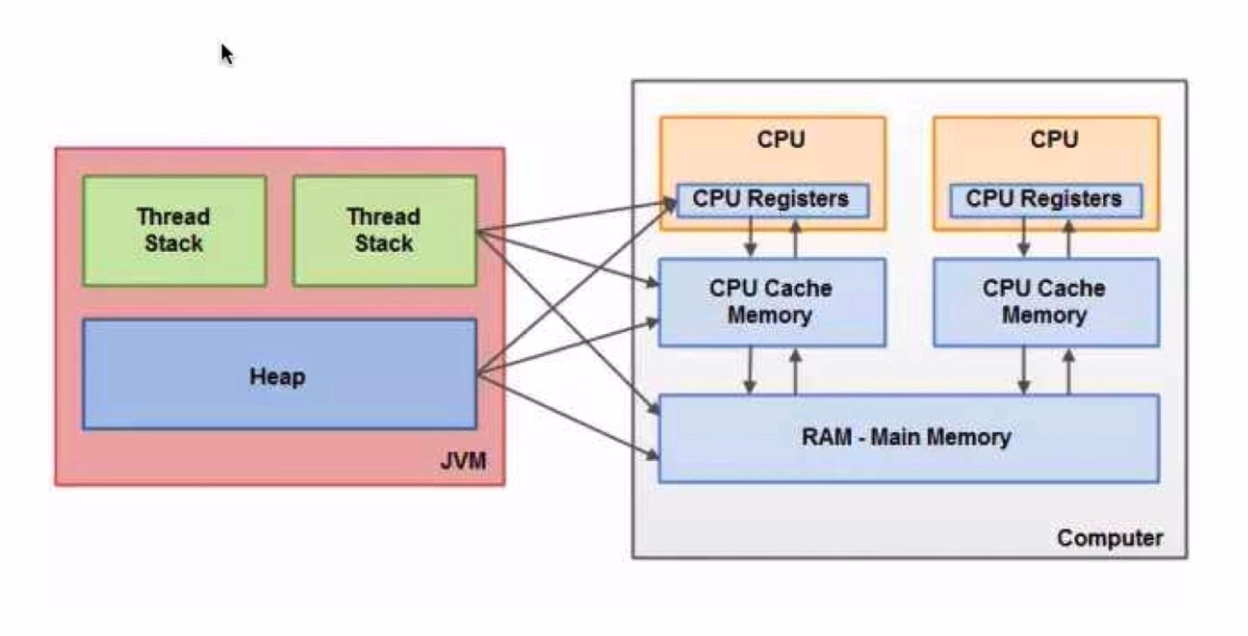 Thread
Stack
Thread
Stack
Heap
JVM
CPU
CPU Registers
CPU Cache
Memory
CPU
CPU Registers
CPU Cache
Memory
RAM - Main Memory
Computer